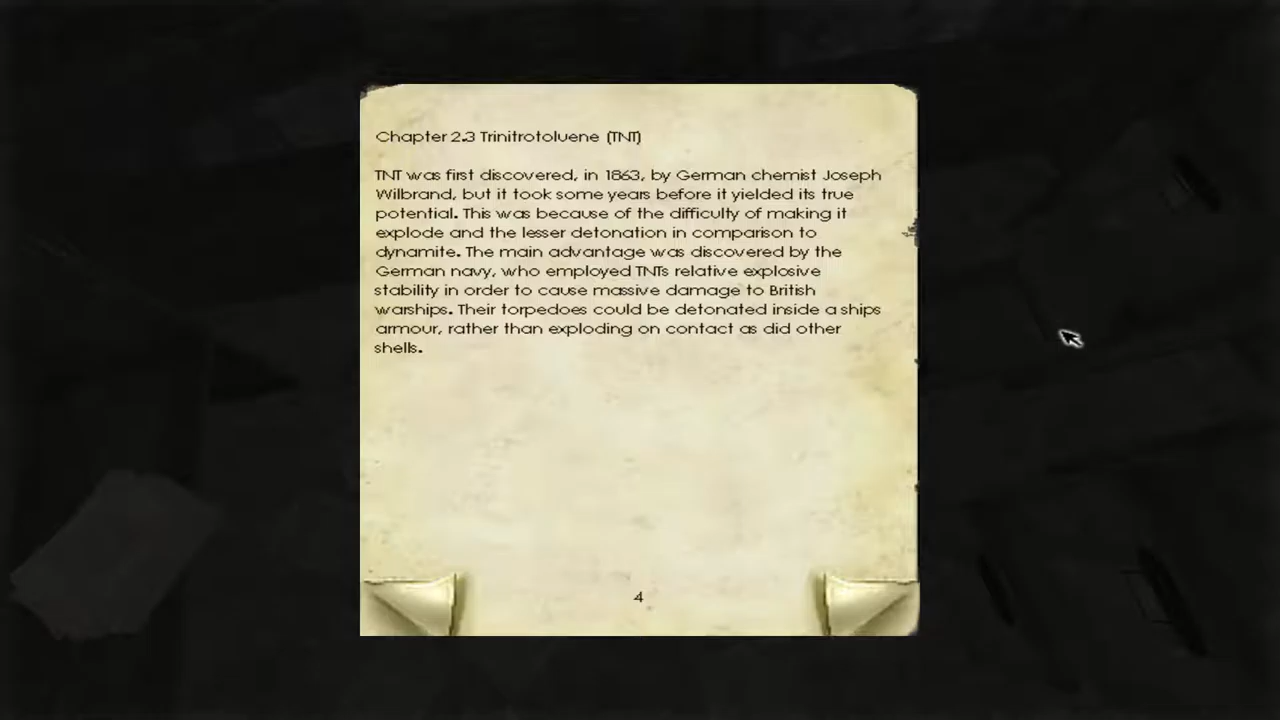 Chapter 2.3 Trinitrotoluene (TNT)
TNT was first discovered, in 1863, by German chemist Joseph
Wilbrand, but it took some years before it yielded its true
potential. This was because of the difficulty of making it
explode and the lesser detonation in comparison to
dynamite. The main advantage was discovered by the
German navy, who employed TNTs relative explosive
stability in order to cause massive damage to British
warships. Their torpedoes could be detonated inside a ships
armour, rather than exploding on contact as did other
shells.
4